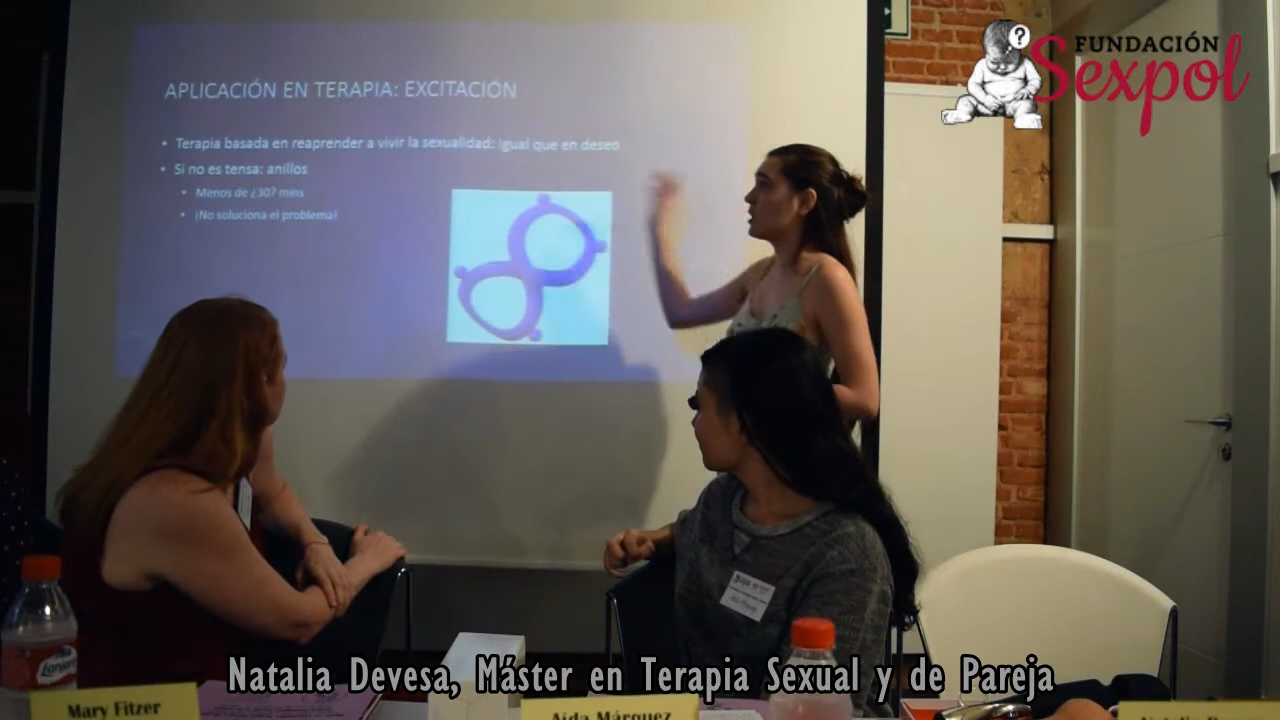 FUNDACIÓN
Sexpol
APLICACIÓN EN TERAPIA: EXCITACIÓN
• Terapia basada en reaprender a vivir la sexualidad: igual que en deseo
• Si no es tensa: anillos
• Menos de ¿30? mins
• ¡No soluciona el problema!
Lanjarón
Natalia Devesa, Máster en Terapia Sexual y de Pareja
Mary Fitzer
Aída Márquez